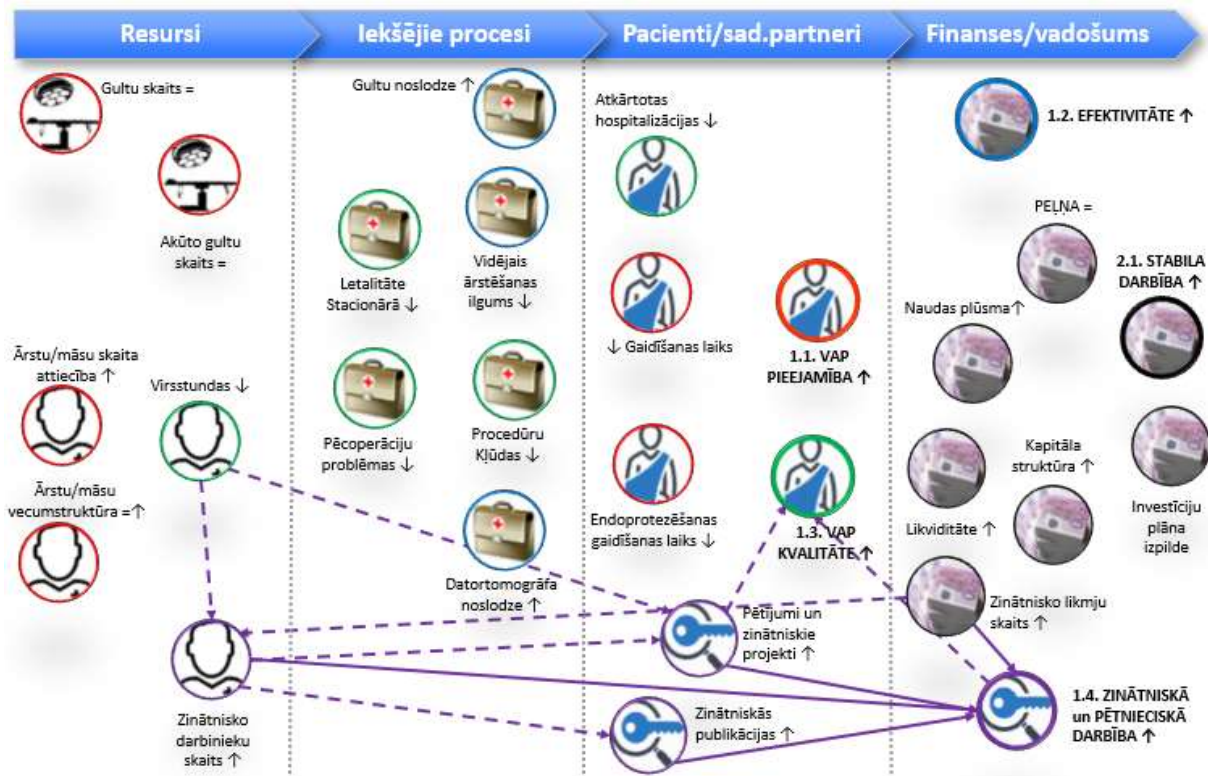 Resursi
Iekšējie procesi
Pacienti/sad.partneri
Finanses/vadošums
Gultu skaits =
Akūto gultu
skaits =
Ārstu/māsu skaita
attiecība ↑
Virsstundas ↓
Ārstu/māsu
vecumstruktūra =↑
Zinātnisko
darbinieku
skaits ↑
Gultu noslodze ↑
Letalitāte
Stacionārā ↓
Vidējais
ārstēšanas
ilgums ↓
Pēcoperāciju
problēmas ↓
Procedūru
Kļūdas ↓
Datortomogrāfa
noslodze ↑
Atkārtotas
hospitalizācijas ↓
↓ Gaidīšanas laiks
1.1. VAP
PIEEJAMĪBA ↑
Endoprotezēšanas
gaidīšanas laiks ↓
1.3. VAP
KVALITĀTE ↑
Pētījumi un
zinātniskie
projekti ↑
Zinātniskās
publikācijas ↑
1.2. EFEKTIVITĀTE ↑
PEĻŅA =
2.1. STABILA
DARBĪBA ↑
Naudas plūsma↑
Kapitāla
struktūra ↑
Likviditāte ↑
Investīciju
plāna
izpilde
Zinātnisko likmju
skaits ↑
1.4. ZINĀTNISKĀ
un PĒTNIECISKĀ
DARBĪBA ↑